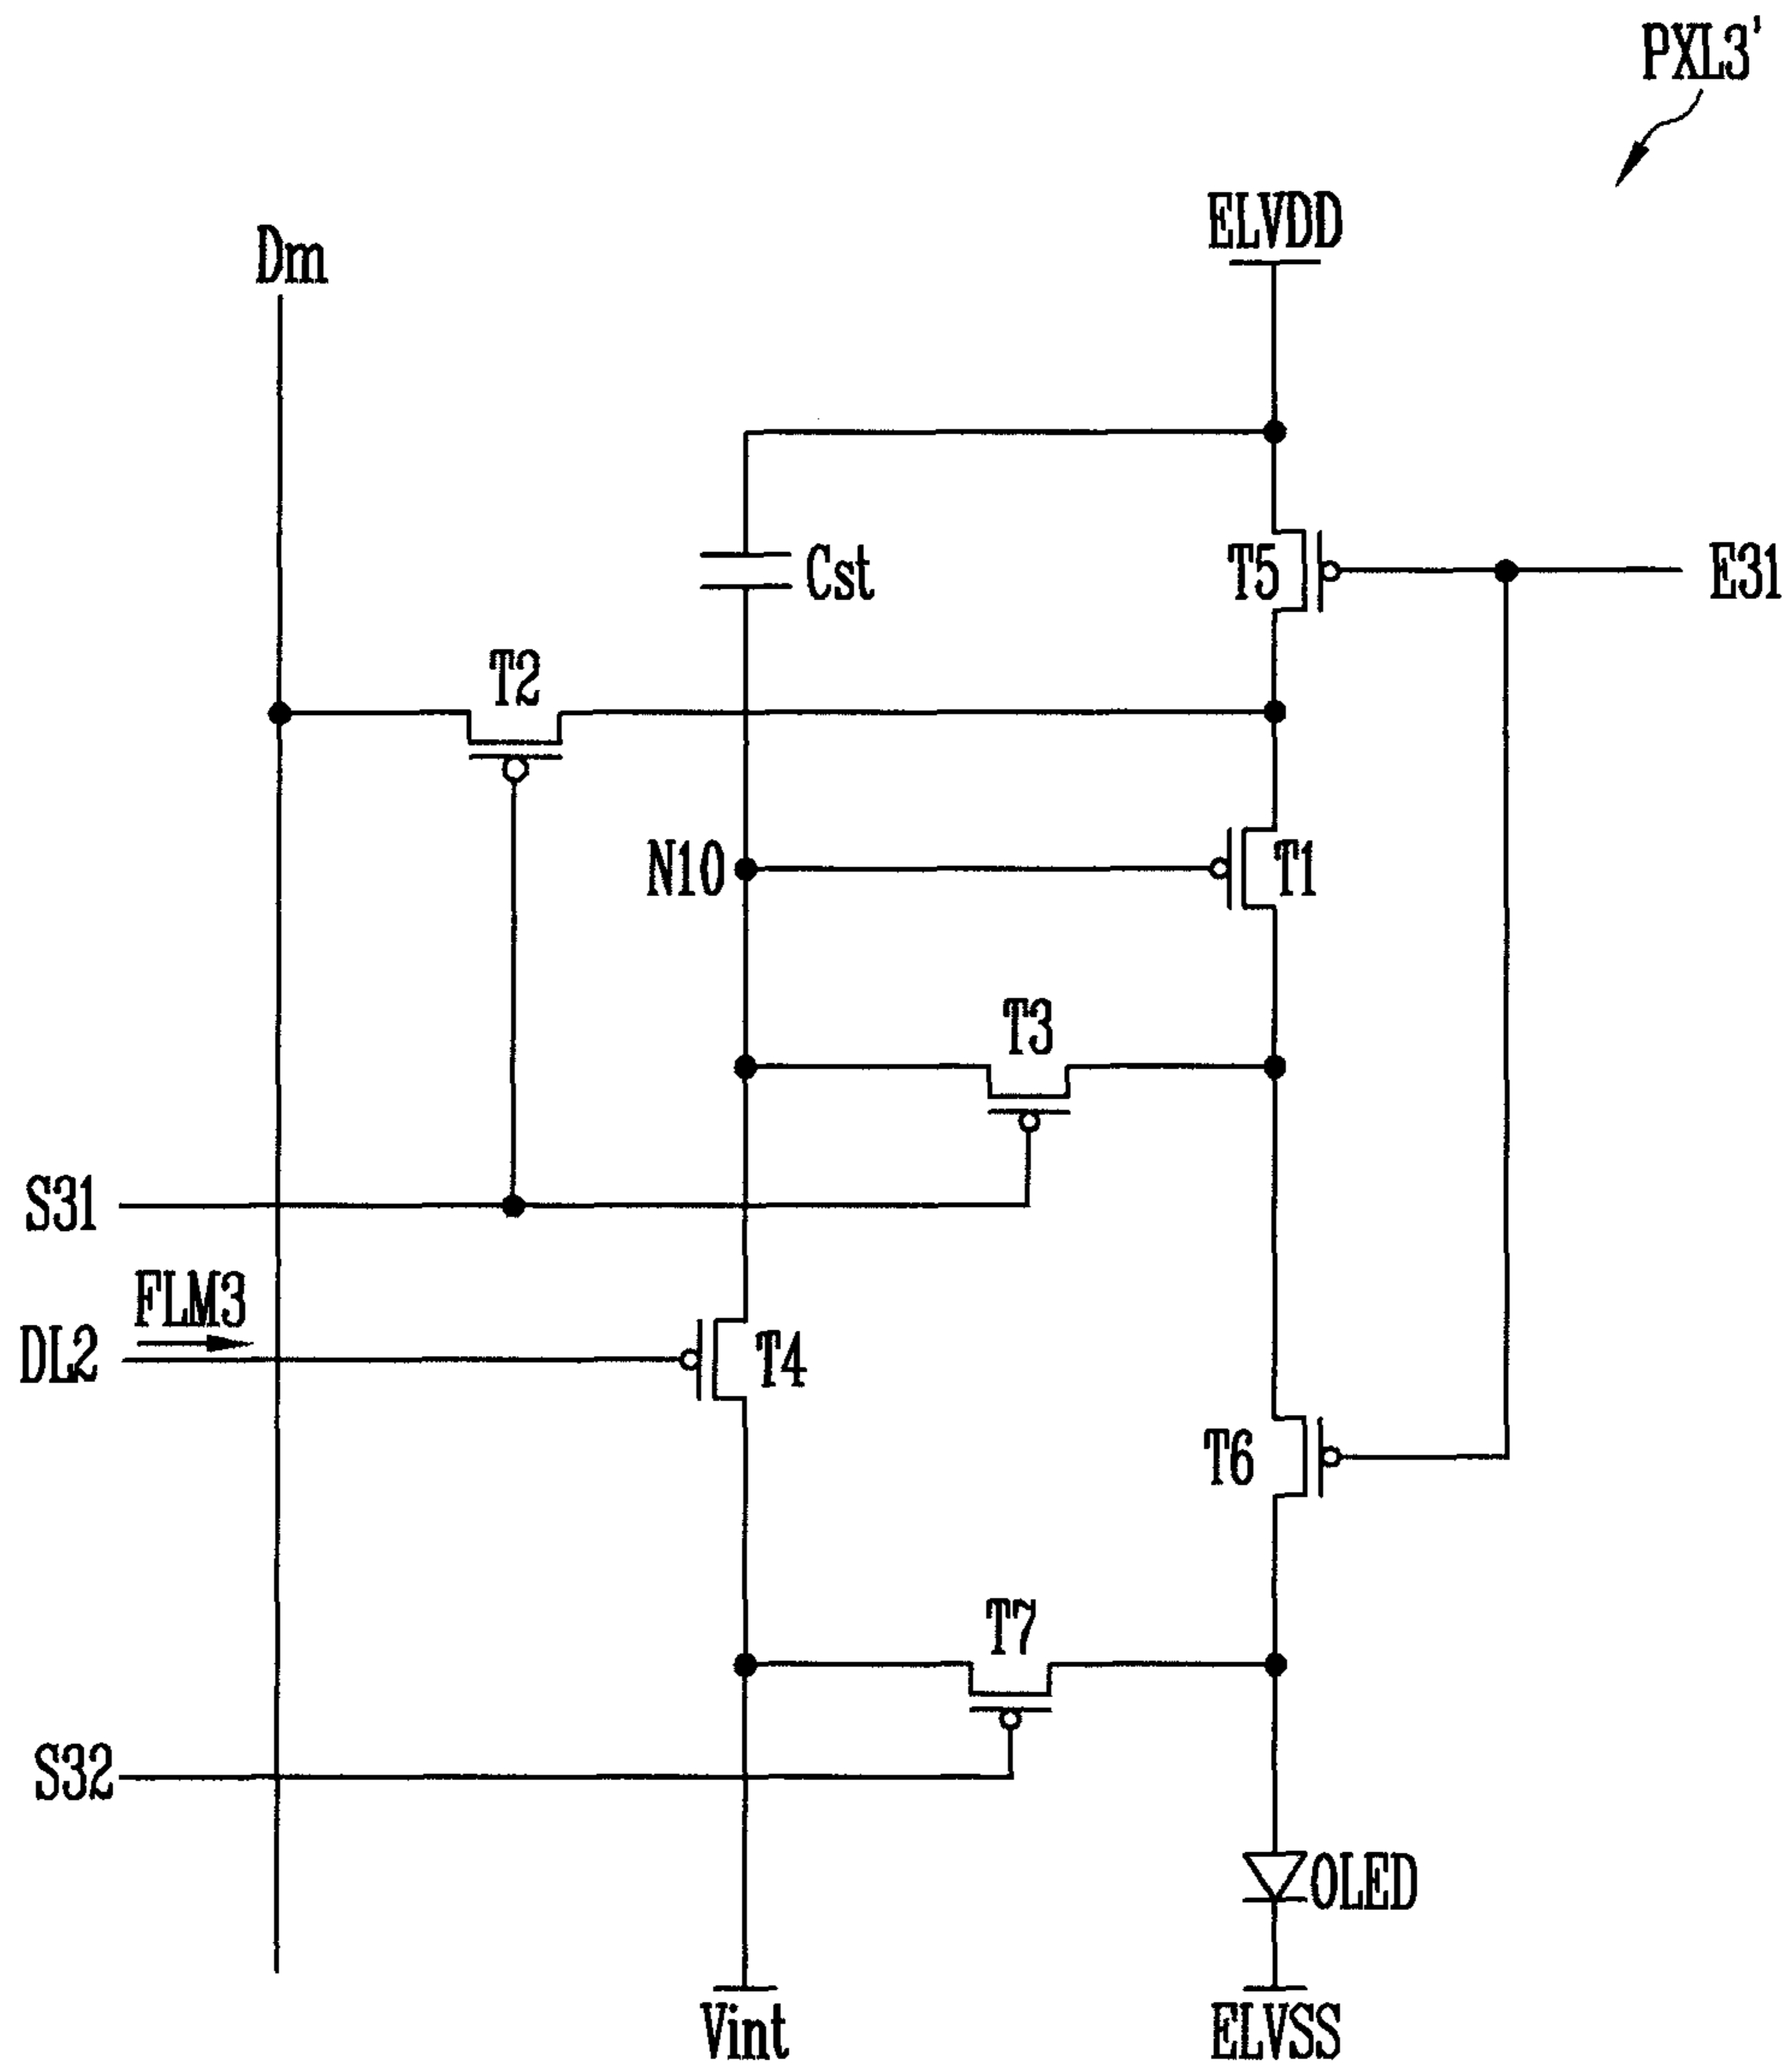 PXL3'
ELVDD
Dm
Cst
T5
E31
T2
N10
T1
T3
S31
FLM3
DL2
T4
T6
T7
S32
OLED
Vint
ELVSS